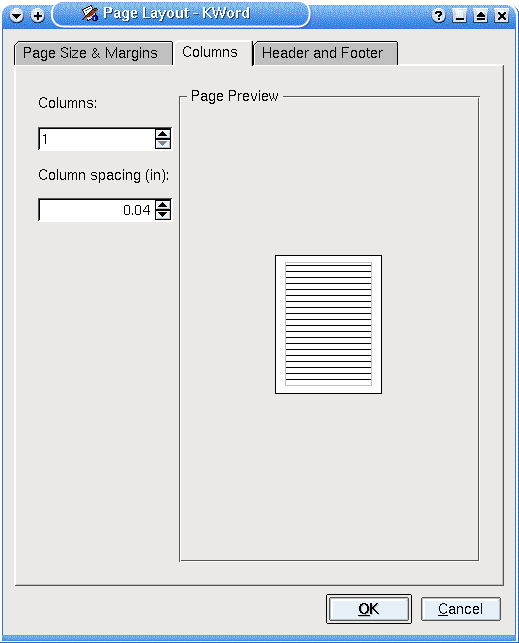 Page Layout - KWord
?
Page Size & Margins Columns Header and Footer
Columns:
Page Preview
1
Column spacing (in):
0.04
OK Cancel